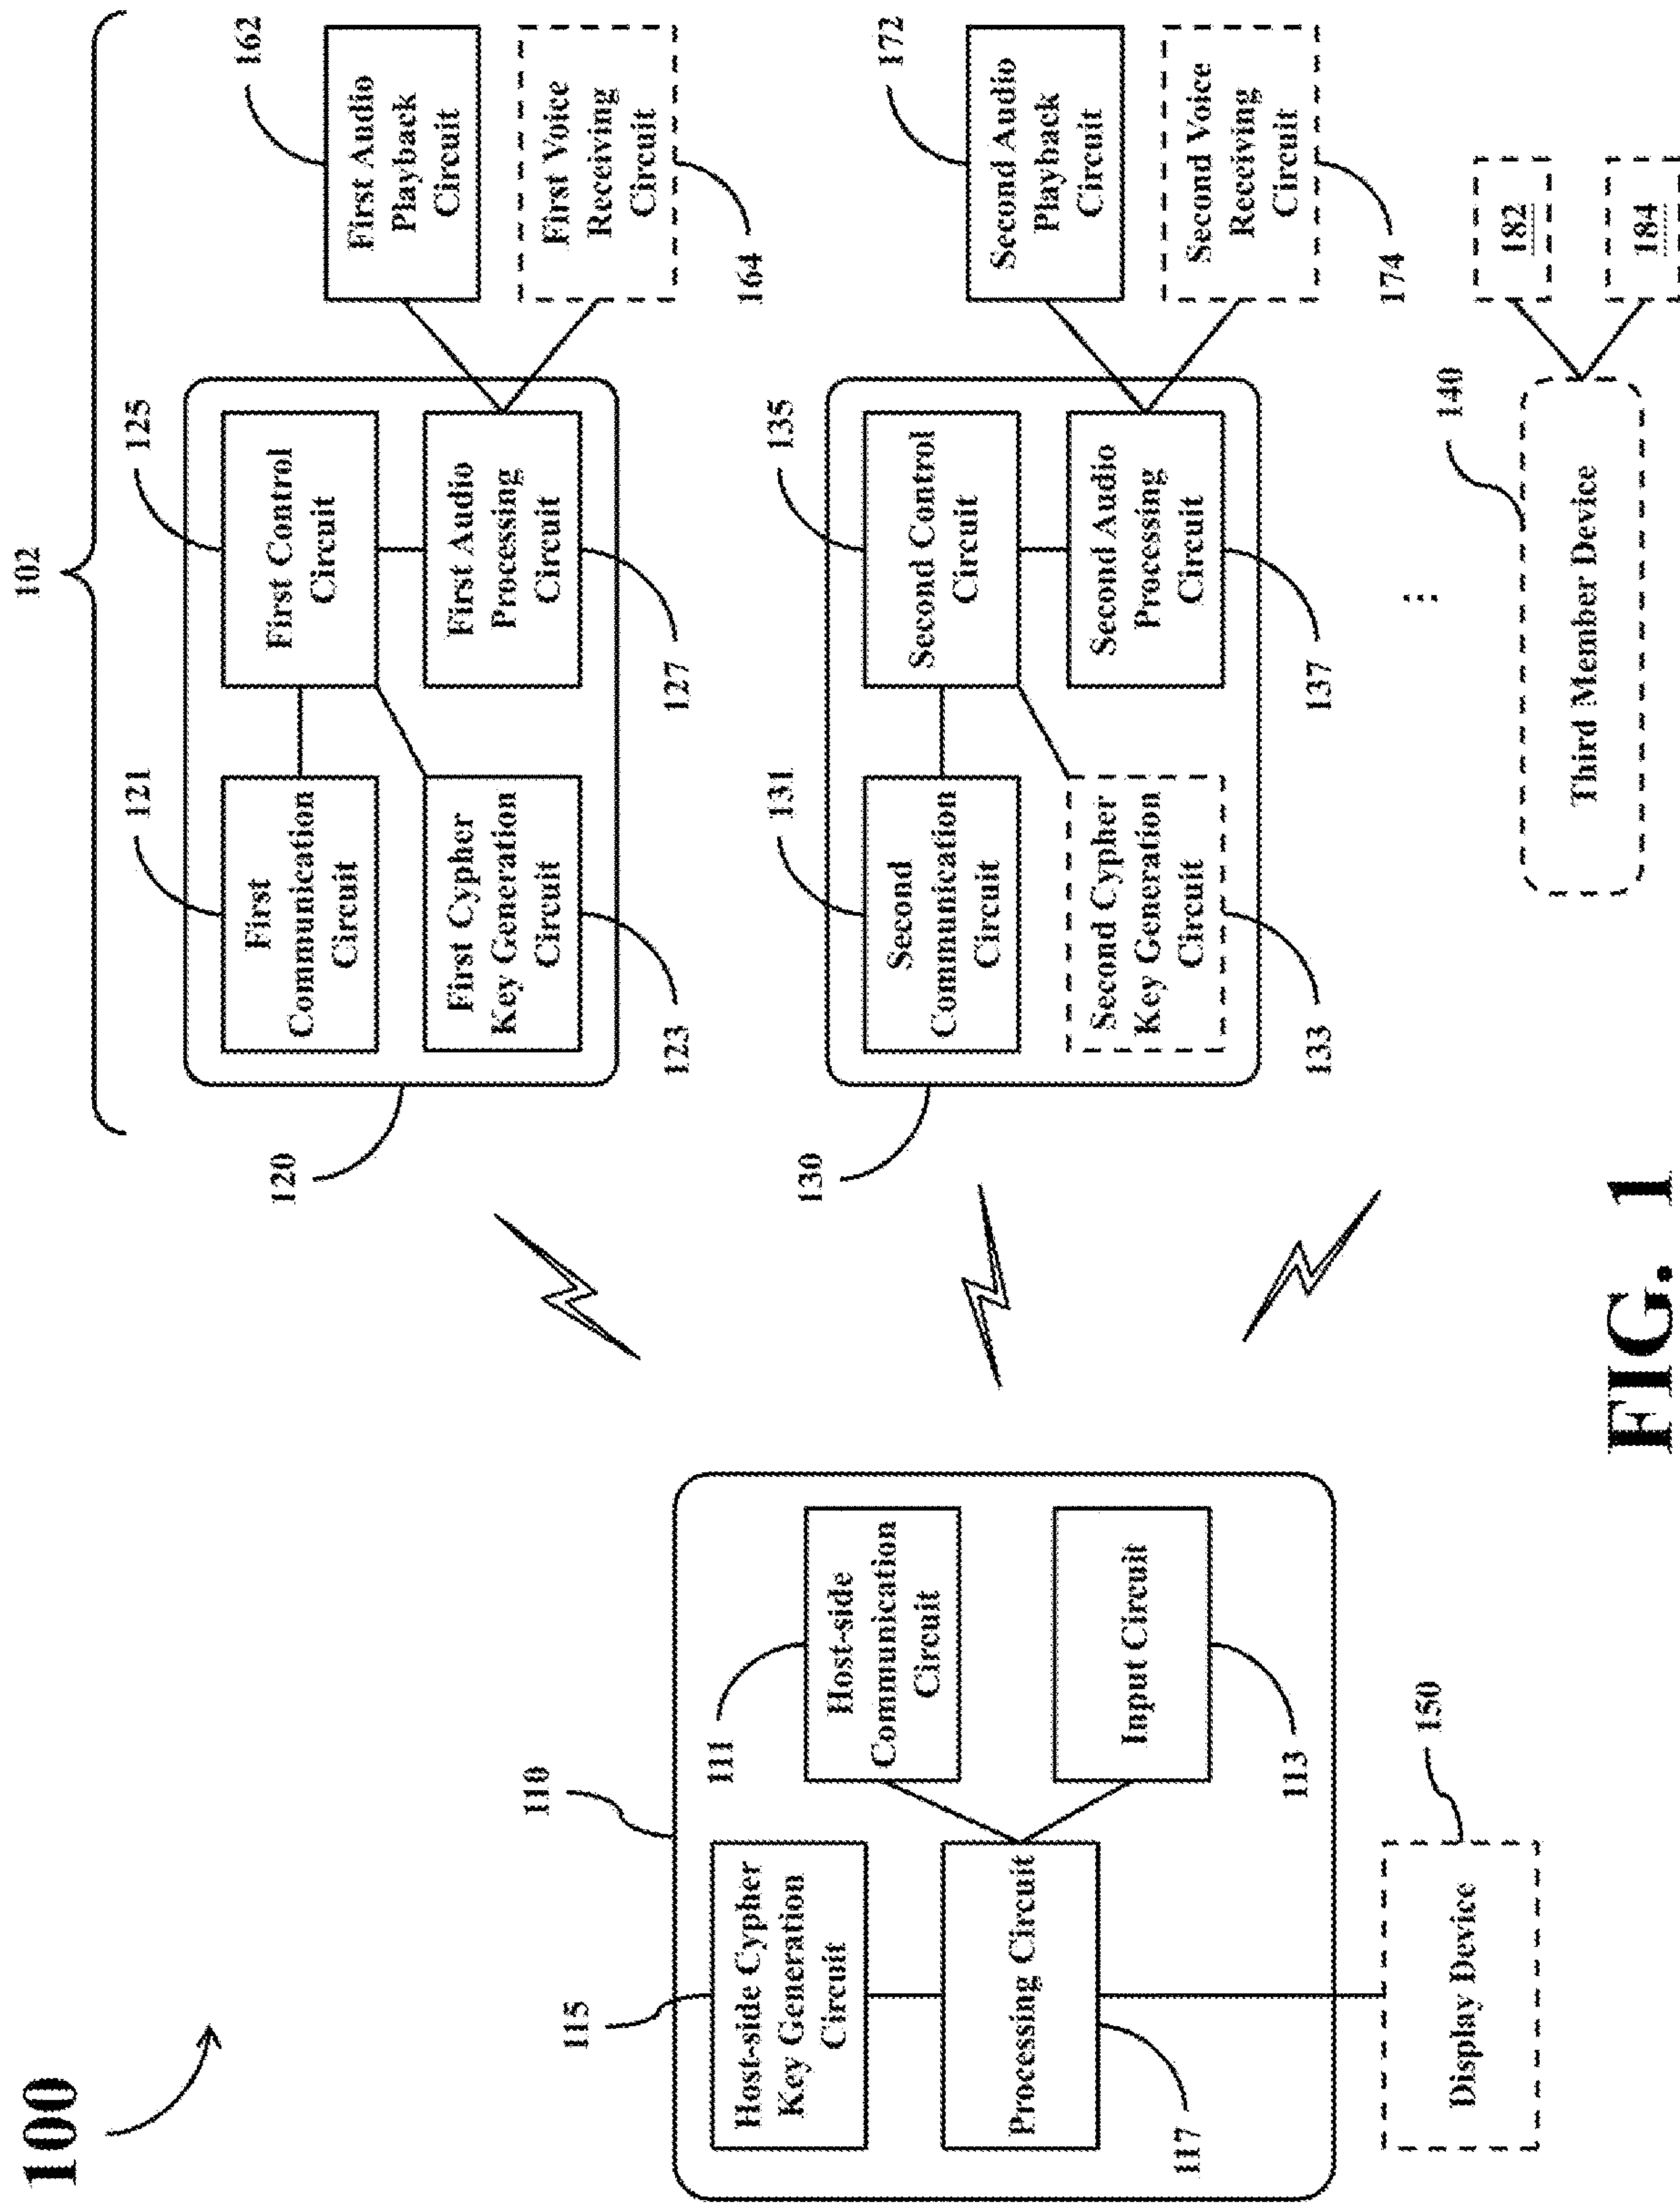 100
102
110
115
Host-side Cypher
Key Generation
Circuit
111
Host-side
Communication
Circuit
Processing Circuit
117
Input Circuit
113
Display Device
150
120
121
First
Communication
Circuit
125
First Control
Circuit
First Cypher
Key Generation
Circuit
123
First Audio
Processing
Circuit
127
162
First Audio
Playback
Circuit
First Voice
Receiving
Circuit
164
130
131
Second
Communication
Circuit
135
Second Control
Circuit
Second Cypher
Key Generation
Circuit
133
Second Audio
Processing
Circuit
137
172
Second Audio
Playback
Circuit
Second Voice
Receiving
Circuit
174
...
140
Third Member Device
182
184
FIG. 1